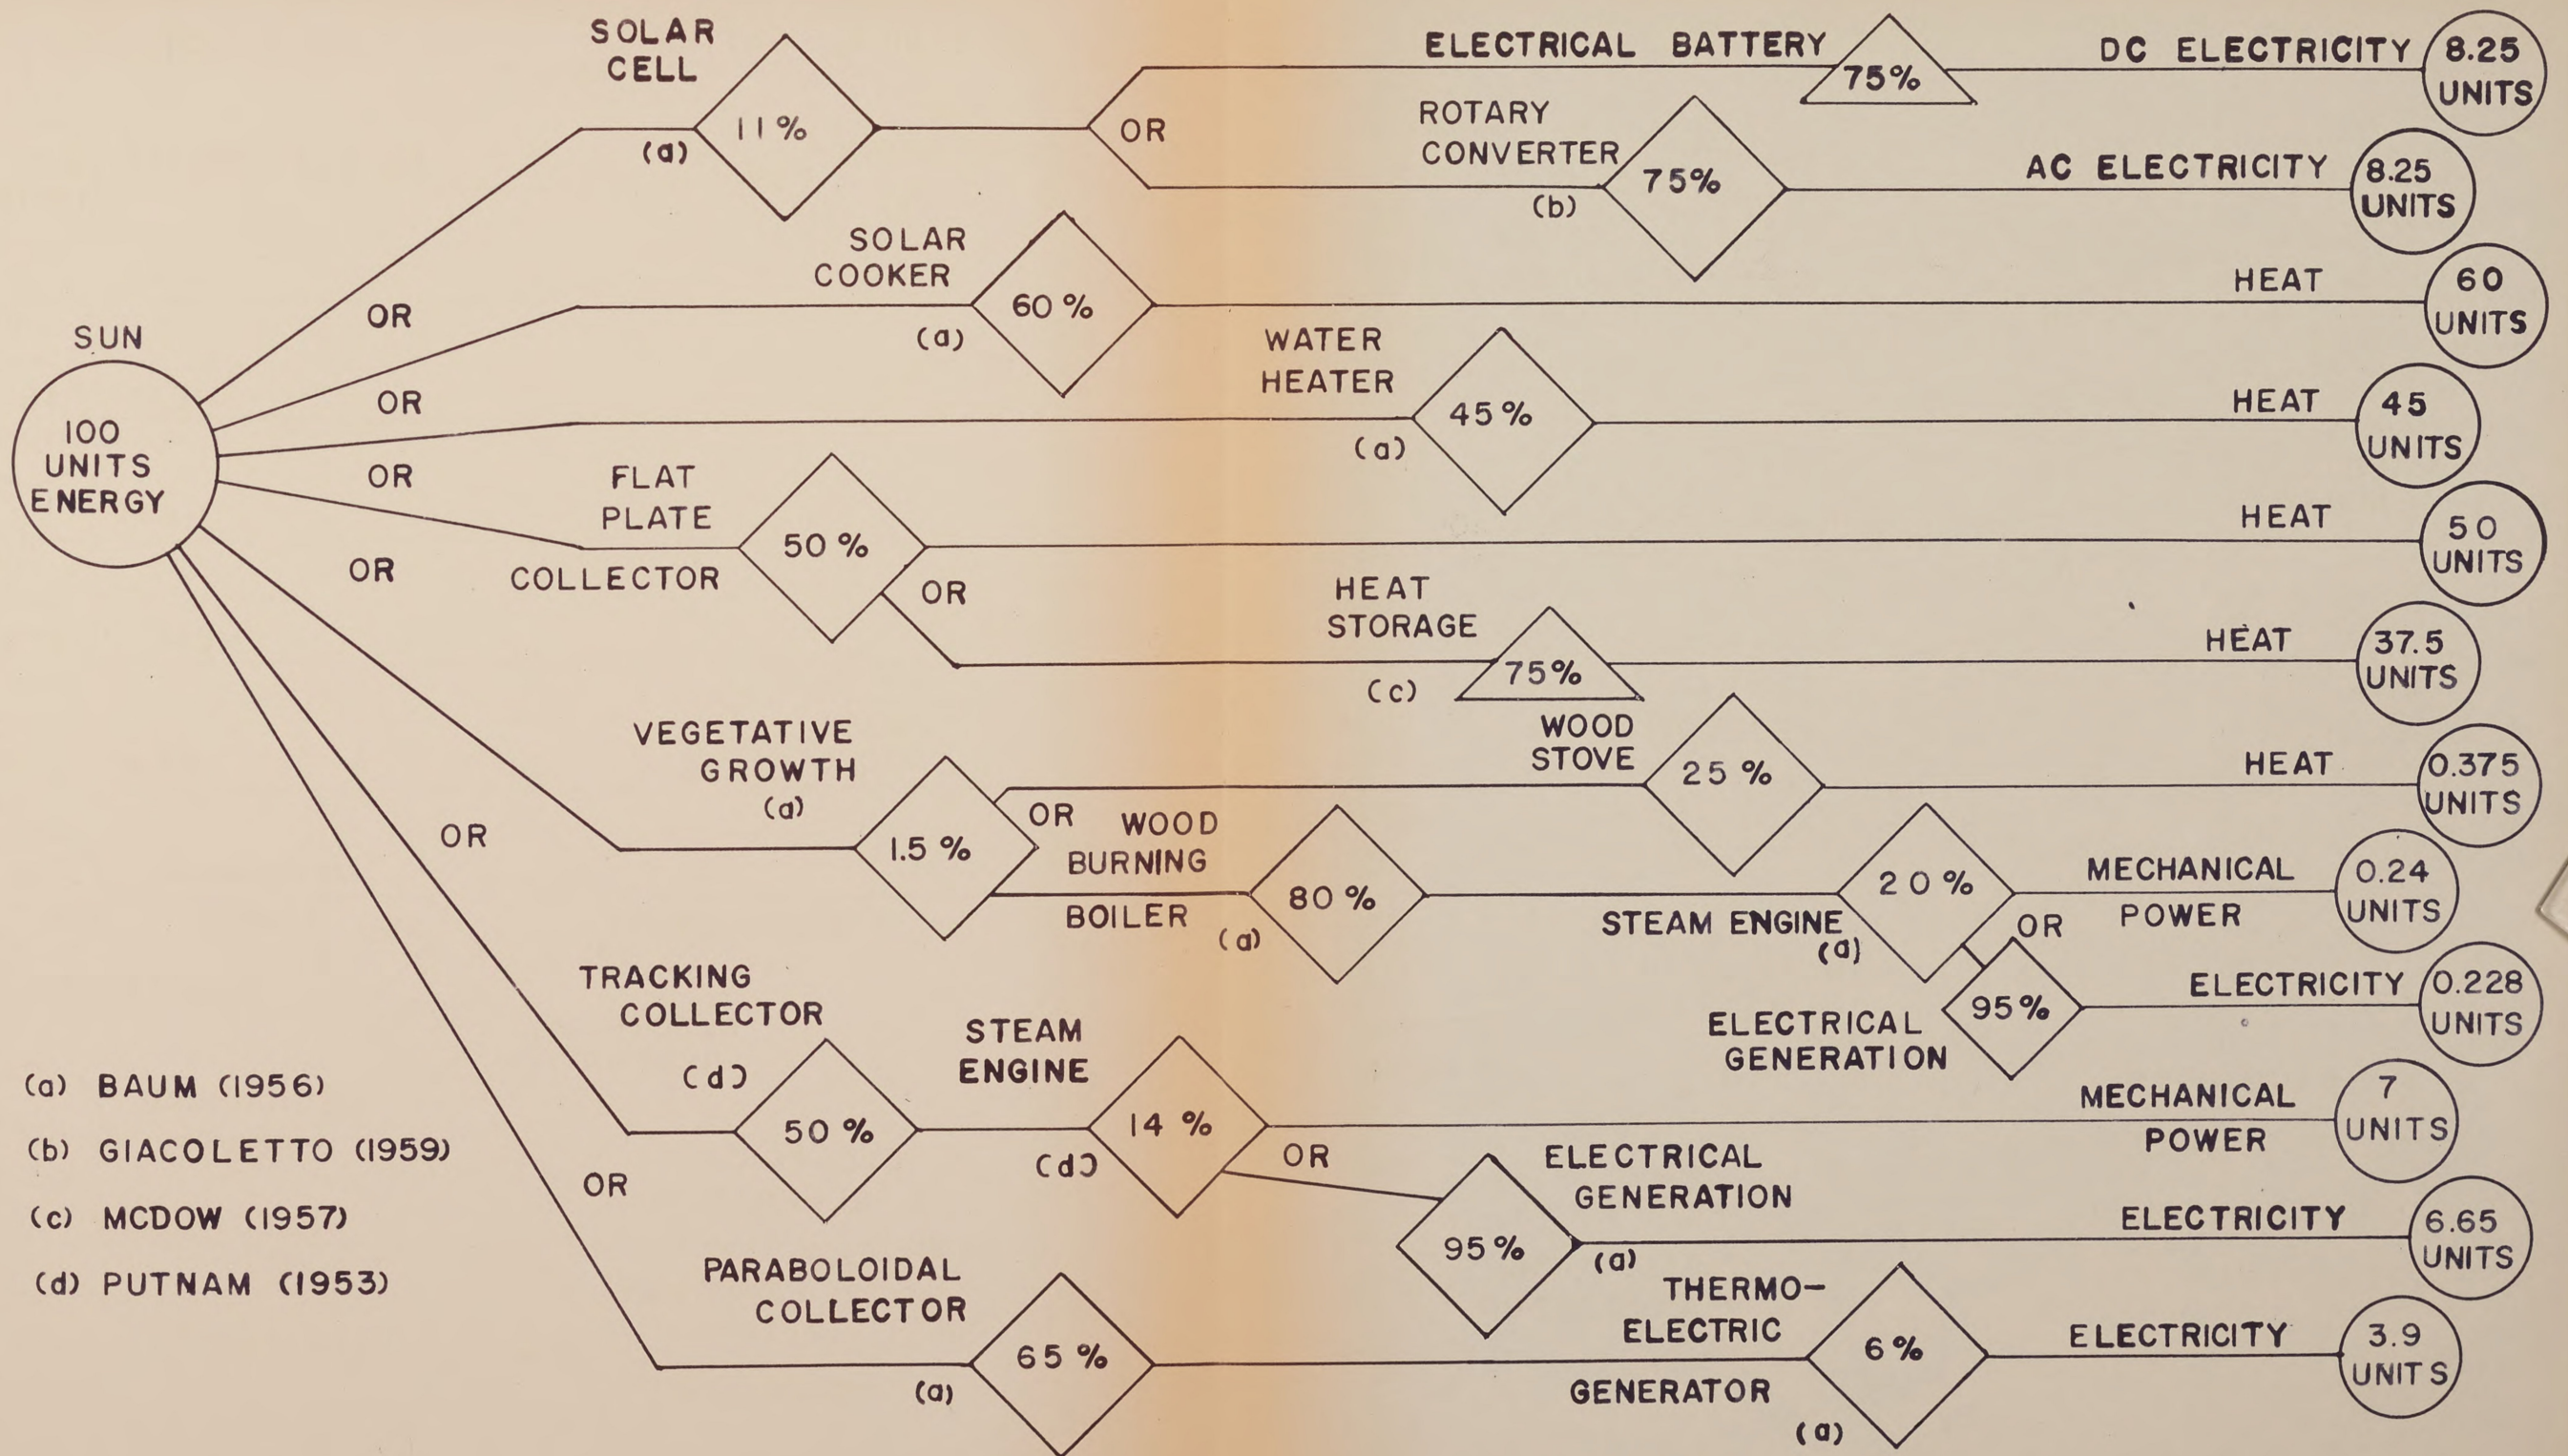 SOLAR
CELL
11%
(a)
OR
ELECTRICAL BATTERY
75%
DC ELECTRICITY
8.25
UNITS
ROTARY
CONVERTER
(b)
75%
AC ELECTRICITY
8.25
UNITS
SOLAR
COOKER
(a)
60%
HEAT
60
UNITS
SUN
100
UNITS
ENERGY
OR
OR
OR
OR
OR
OR
WATER
HEATER
(a)
45%
HEAT
45
UNITS
FLAT
PLATE
COLLECTOR
50%
HEAT
50
UNITS
OR
HEAT
STORAGE
(c)
75%
HEAT
37.5
UNITS
VEGETATIVE
GROWTH
(a)
1.5%
OR
WOOD
STOVE
25%
HEAT
0.375
UNITS
WOOD
BURNING
BOILER
(a)
80%
STEAM ENGINE
(a)
20%
MECHANICAL
POWER
0.24
UNITS
OR
ELECTRICAL
GENERATION
95%
ELECTRICITY
0.228
UNITS
TRACKING
COLLECTOR
(d)
50%
STEAM
ENGINE
(d)
14%
MECHANICAL
POWER
7
UNITS
OR
ELECTRICAL
GENERATION
95%
(a)
ELECTRICITY
6.65
UNITS
PARABOLOIDAL
COLLECTOR
(a)
65%
THERMO-
ELECTRIC
GENERATOR
(a)
6%
ELECTRICITY
3.9
UNITS
(a) BAUM (1956)
(b) GIACOLETTO (1959)
(c) MCDOW (1957)
(d) PUTNAM (1953)